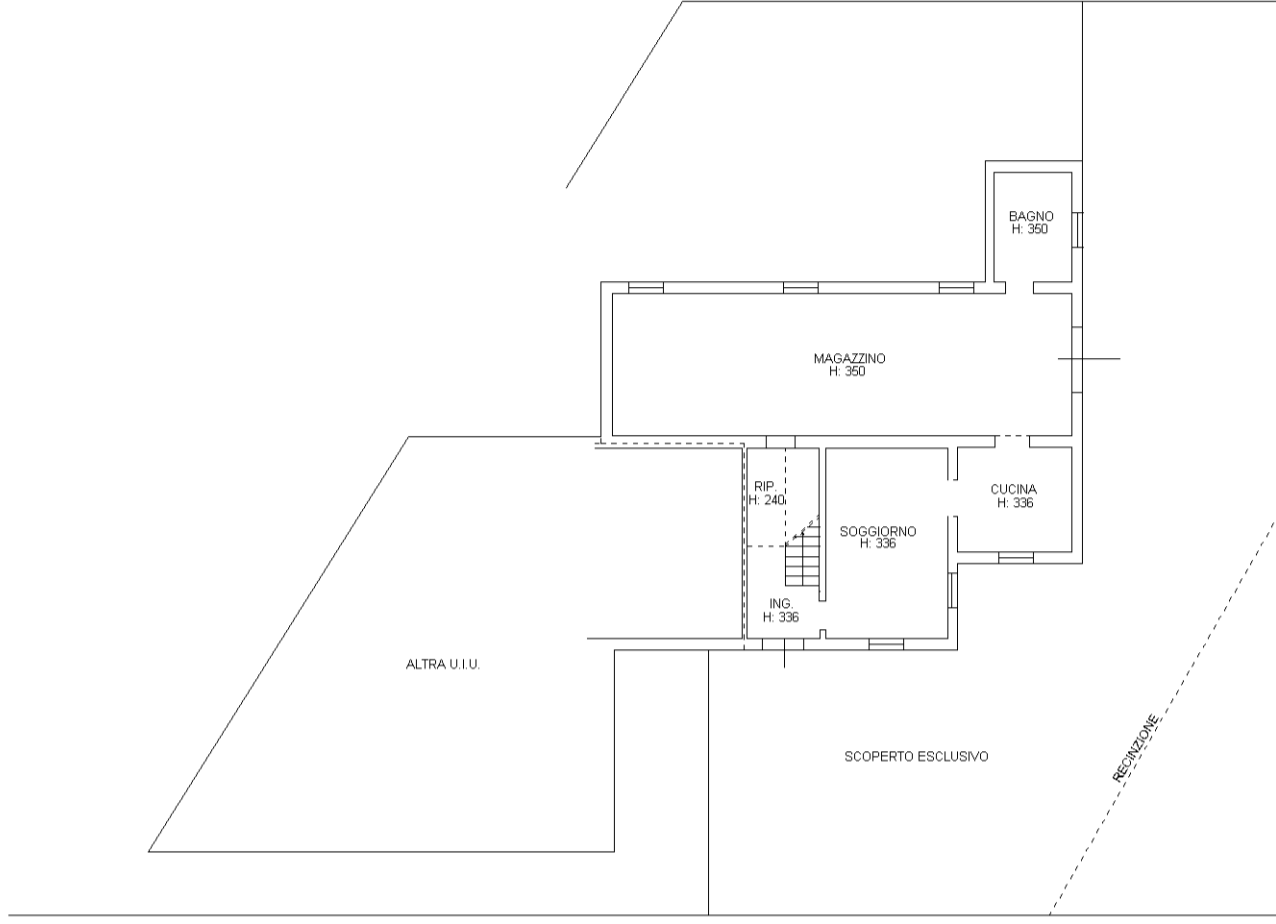 BAGNO
H: 350
MAGAZZINO
H: 350
RIP.
H: 240
CUCINA
H: 336
SOGGIORNO
H: 336
ING.
H: 336
ALTRA U.I.U.
SCOPERTO ESCLUSIVO
RECINZIONE